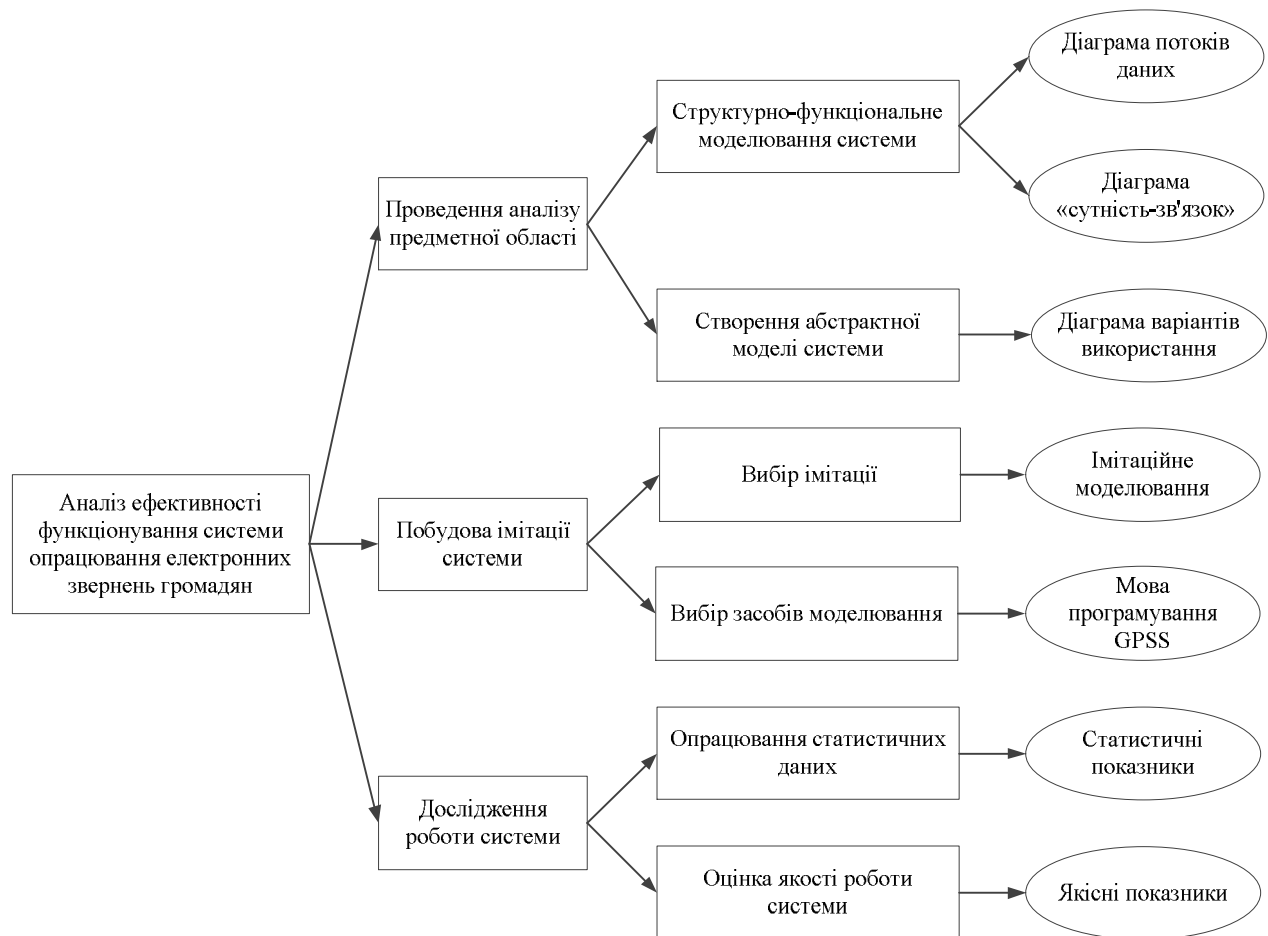 Аналіз ефективності
функціонування системи
опрацювання електронних
звернень громадян
Проведення аналізу
предметної області
Побудова імітації
системи
Дослідження
роботи системи
Структурно-функціональне
моделювання системи
Створення абстрактної
моделі системи
Вибір імітації
Вибір засобів моделювання
Опрацювання статистичних
даних
Оцінка якості роботи
системи
Діаграма потоків
даних
Діаграма
«сутність-зв'язок»
Діаграма варіантів
використання
Імітаційне
моделювання
Мова
програмування
GPSS
Статистичні
показники
Якісні показники